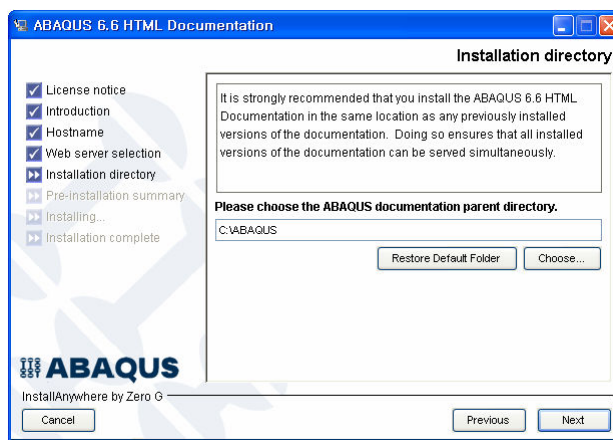 ABAQUS 6.6 HTML Documentation
Installation directory
License notice
Introduction
Hostname
Web server selection
Installation directory
Pre-installation summary
Installing...
Installation complete
It is strongly recommended that you install the ABAQUS 6.6 HTML
Documentation in the same location as any previously installed
versions of the documentation. Doing so ensures that all installed
versions of the documentation can be served simultaneously.
Please choose the ABAQUS documentation parent directory.
C:\ABAQUS
Restore Default Folder
Choose...
ABAQUS
InstallAnywhere by Zero G
Cancel
Previous
Next